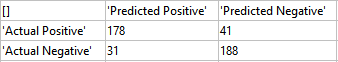 [] 'Predicted Positive' 'Predicted Negative'
'Actual Positive' 178 41
'Actual Negative' 31 188